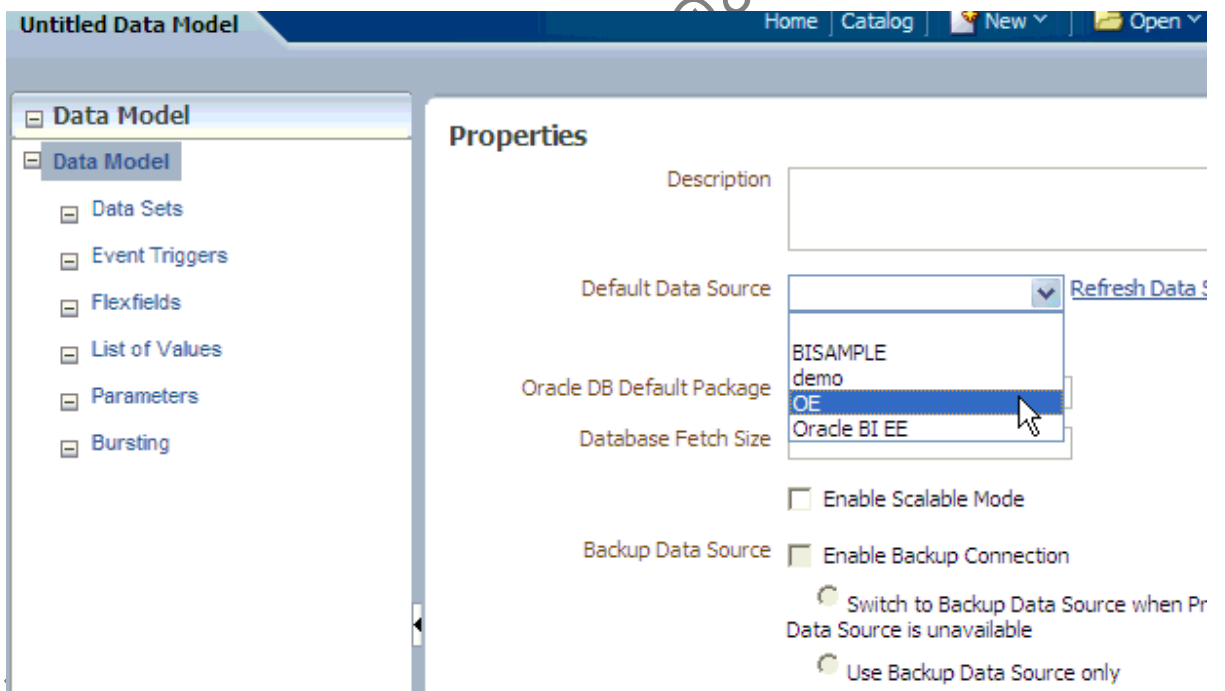 Untitled Data Model
Home Catalog New Open
Data Model
Data Model
Data Sets
Event Triggers
Flexfields
List of Values
Parameters
Bursting
Properties
Description
Default Data Source Refresh Data S
BISAMPLE
demo
OE
Oracle BI EE
Oracle DB Default Package
Database Fetch Size
Enable Scalable Mode
Backup Data Source Enable Backup Connection
Switch to Backup Data Source when Pr
Data Source is unavailable
Use Backup Data Source only